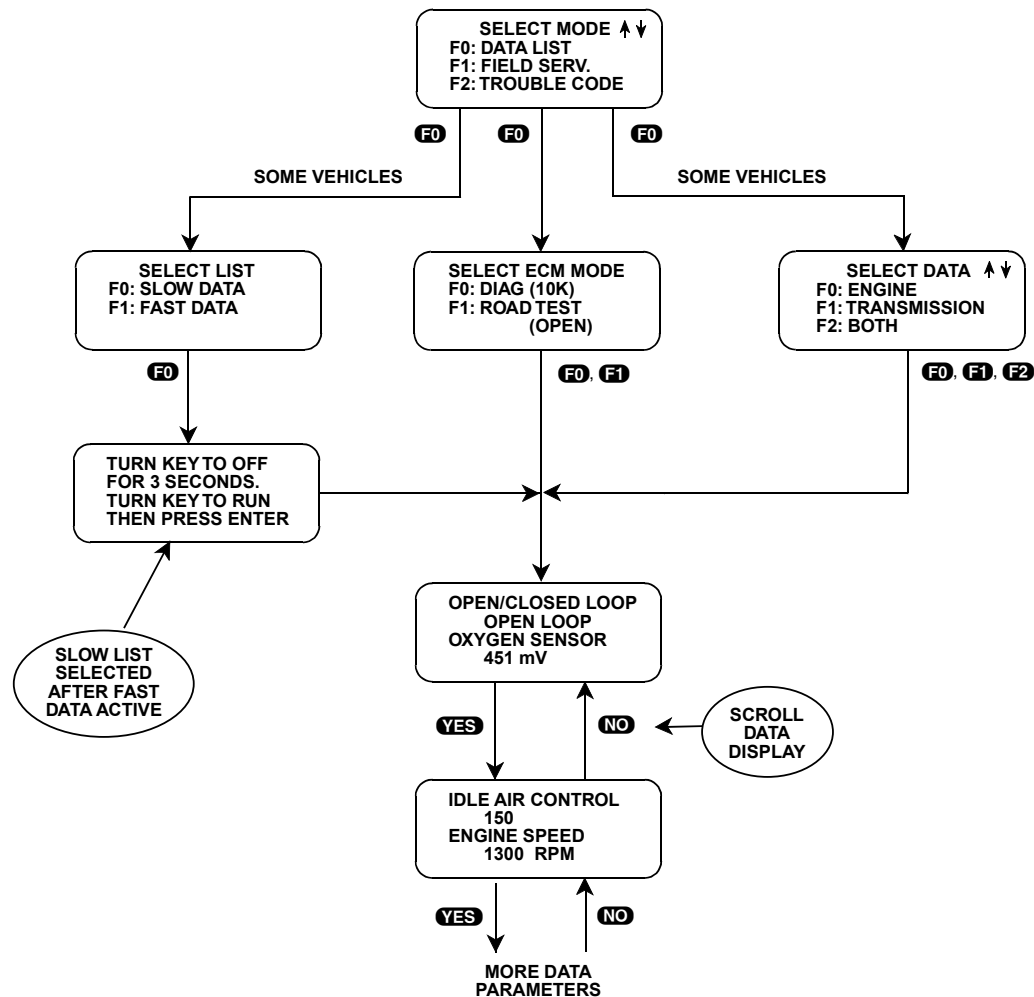 SELECT MODE
F0: DATA LIST
F1: FIELD SERV.
F2: TROUBLE CODE
F0
F0
F0
SOME VEHICLES
SOME VEHICLES
SELECT LIST
F0: SLOW DATA
F1: FAST DATA
SELECT ECM MODE
F0: DIAG (10K)
F1: ROAD TEST
(OPEN)
SELECT DATA
F0: ENGINE
F1: TRANSMISSION
F2: BOTH
F0
F0, F1
F0, F1, F2
TURN KEY TO OFF
FOR 3 SECONDS.
TURN KEY TO RUN
THEN PRESS ENTER
SLOW LIST
SELECTED
AFTER FAST
DATA ACTIVE
OPEN/CLOSED LOOP
OPEN LOOP
OXYGEN SENSOR
451 mV
YES
NO
SCROLL
DATA
DISPLAY
IDLE AIR CONTROL
150
ENGINE SPEED
1300 RPM
YES
NO
MORE DATA
PARAMETERS